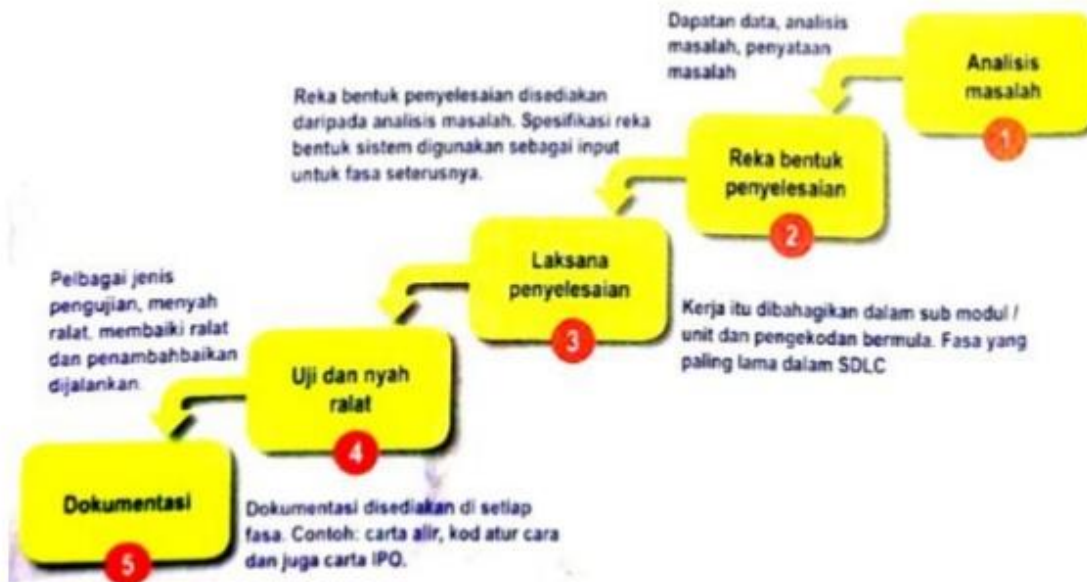 Dapatan data, analisis
masalah, penyataan
masalah
Analisis
masalah
1
Reka bentuk penyelesaian disediakan
daripada analisis masalah. Spesifikasi reka
bentuk sistem digunakan sebagai input
untuk fasa seterusnya.
Reka bentuk
penyelesaian
2
Laksana
penyelesaian
3
Kerja itu dibahagikan dalam sub modul /
unit dan pengekodan bermula. Fasa yang
paling lama dalam SDLC
Pelbagai jenis
pengujian, menyah
ralat, membaiki ralat
dan penambahbaikan
dijalankan.
Uji dan nyah
ralat
4
Dokumentasi
5
Dokumentasi disediakan di setiap
fasa. Contoh: carta alir, kod atur cara
dan juga carta IPO.